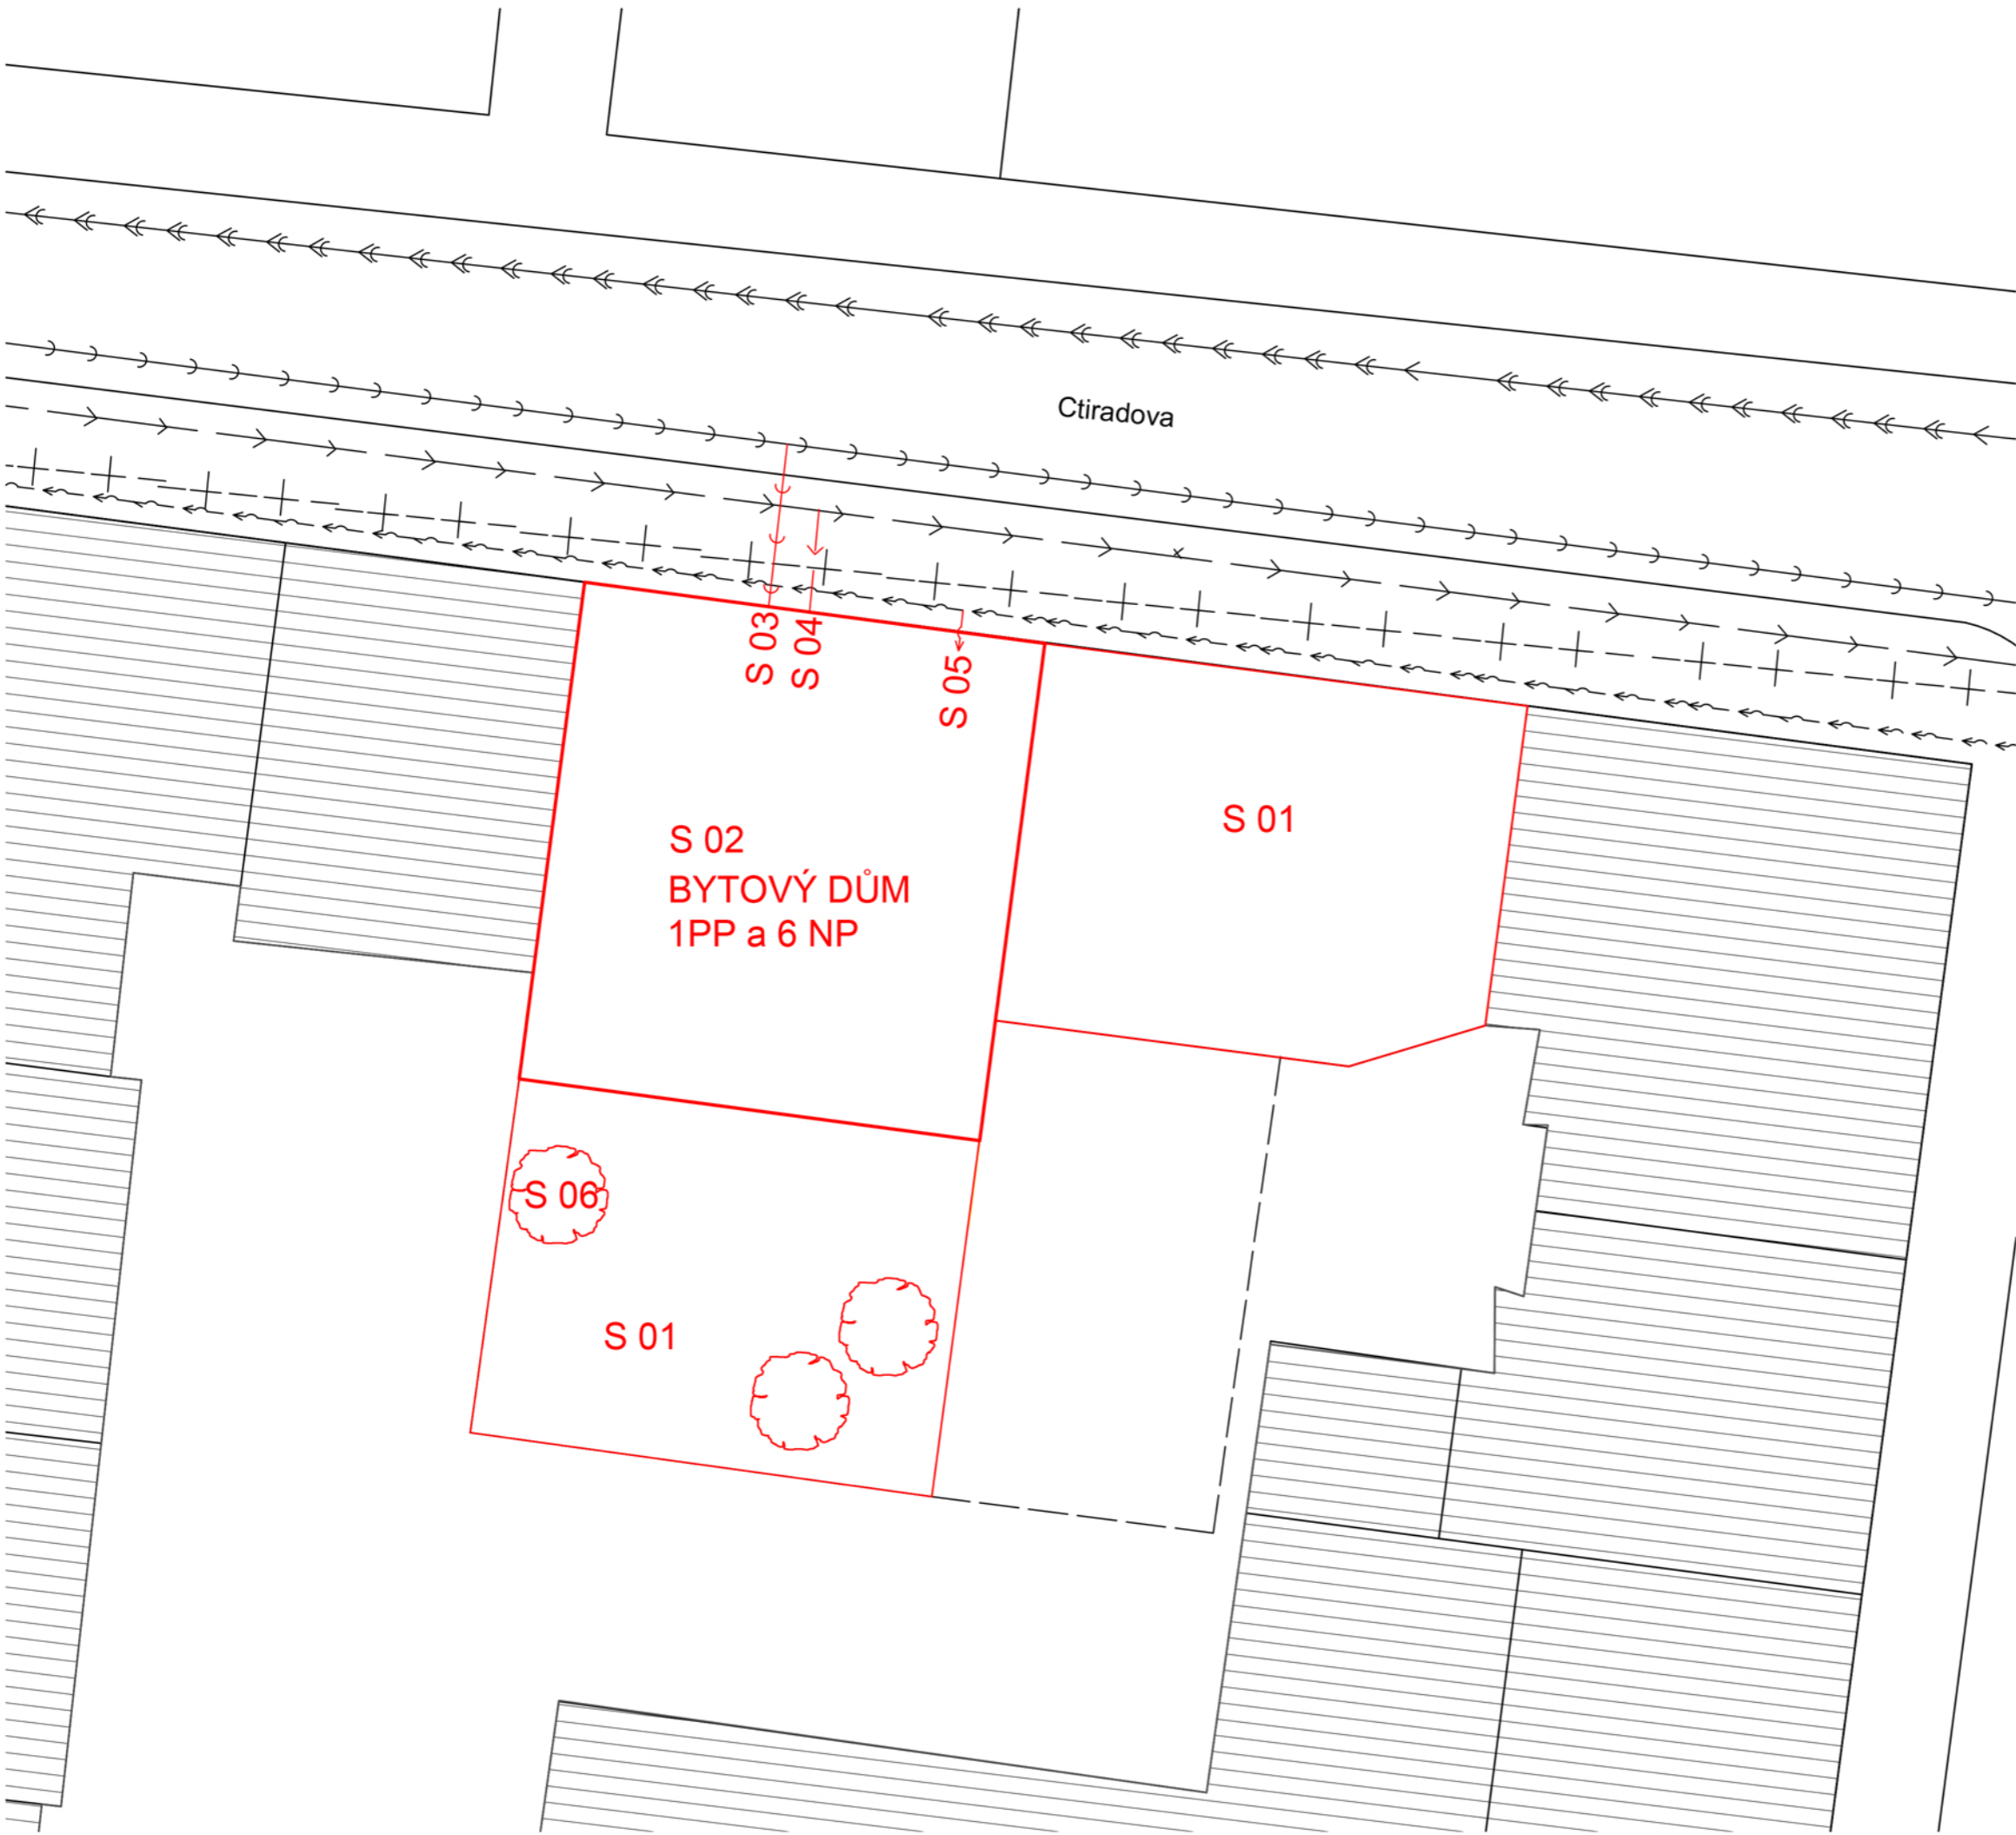 Ctiradova
S 03
S 04
S 05
S 02
BYTOVÝ DŮM
1PP a 6 NP
S 01
S 06
S 01